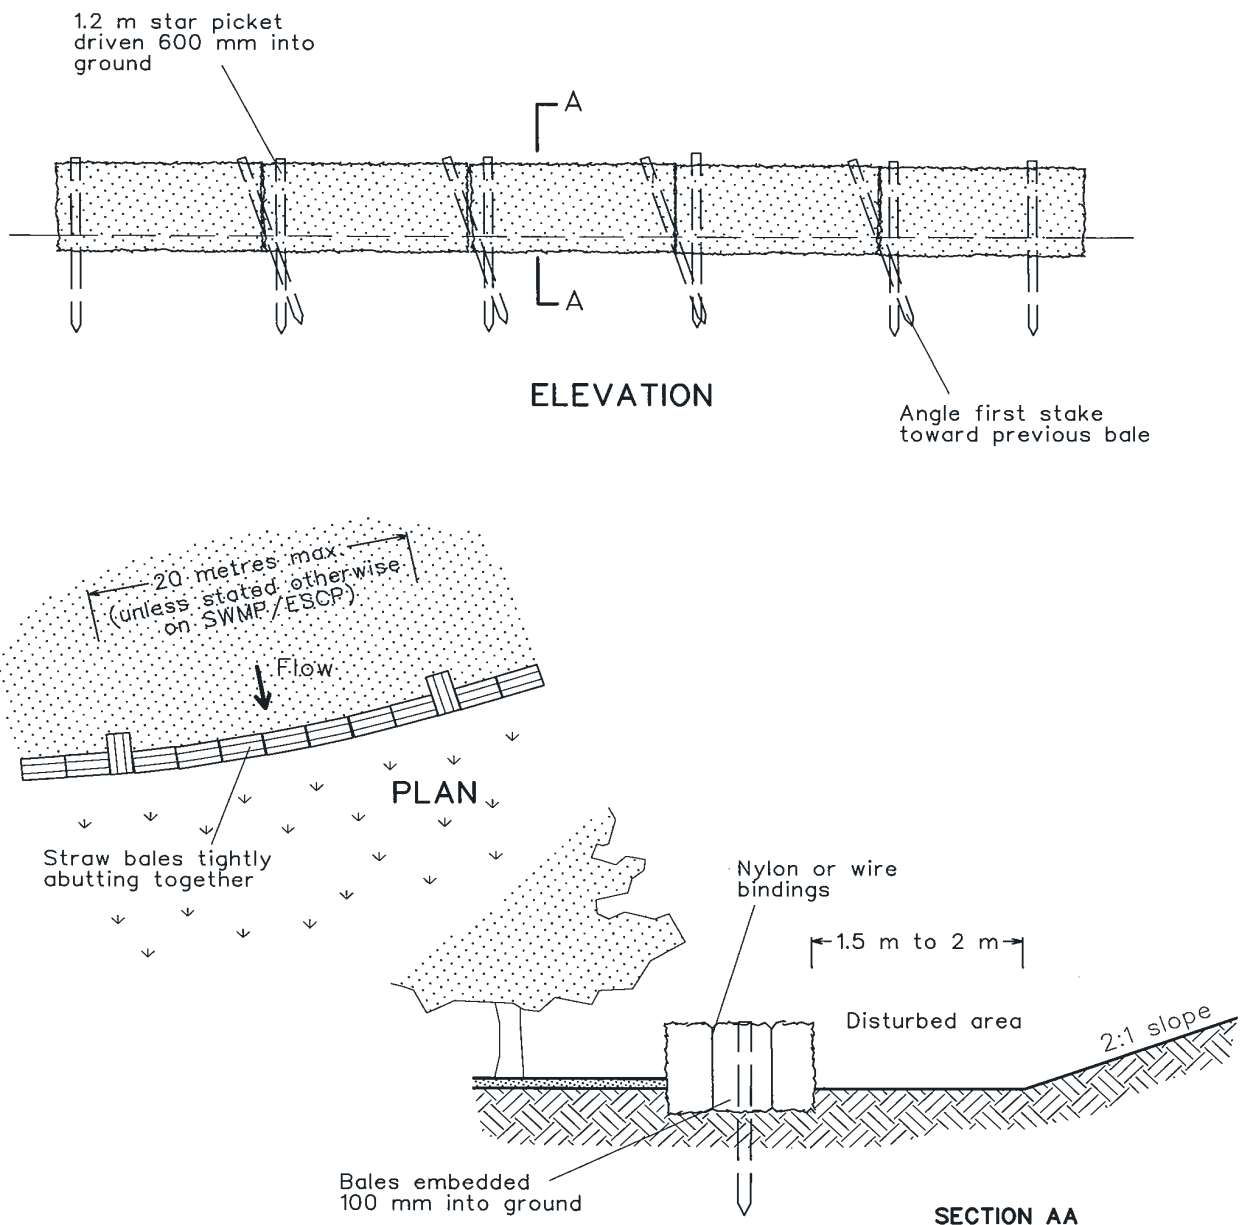 1.2 m star picket
driven 600 mm into
ground
A
A
ELEVATION
Angle first stake
toward previous bale
20 metres max.
(unless stated otherwise
on SWMP/ESCP)
Flow
PLAN
Straw bales tightly
abutting together
Nylon or wire
bindings
1.5 m to 2 m
Disturbed area
2:1 slope
Bales embedded
100 mm into ground
SECTION AA